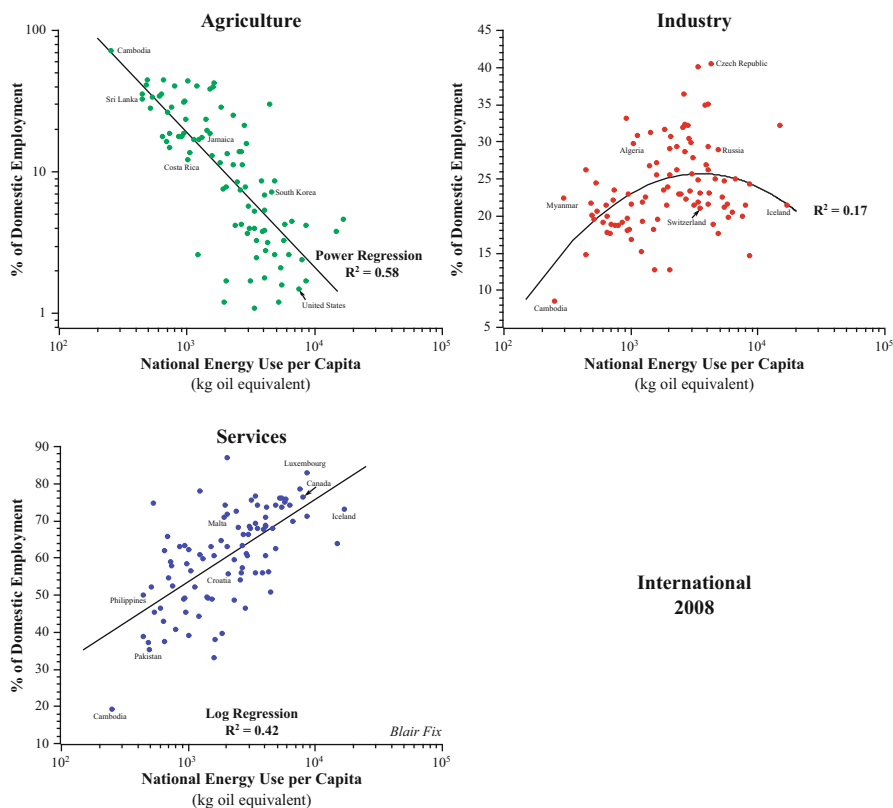 Agriculture
% of Domestic Employment
100
10
1
Cambodia
Sri Lanka
Jamaica
Costa Rica
South Korea
Power Regression
R² = 0.58
United States
10² 10³ 10⁴ 10⁵
National Energy Use per Capita
(kg oil equivalent)
Industry
% of Domestic Employment
45
40
35
30
25
20
15
10
5
Czech Republic
Algeria
Russia
Myanmar
Switzerland
Iceland
R² = 0.17
Cambodia
10² 10³ 10⁴ 10⁵
National Energy Use per Capita
(kg oil equivalent)
Services
% of Domestic Employment
90
80
70
60
50
40
30
20
10
Luxembourg
Canada
Malta
Iceland
Croatia
Philippines
Pakistan
Cambodia
Log Regression
R² = 0.42
Blair Fix
10² 10³ 10⁴ 10⁵
National Energy Use per Capita
(kg oil equivalent)
International
2008